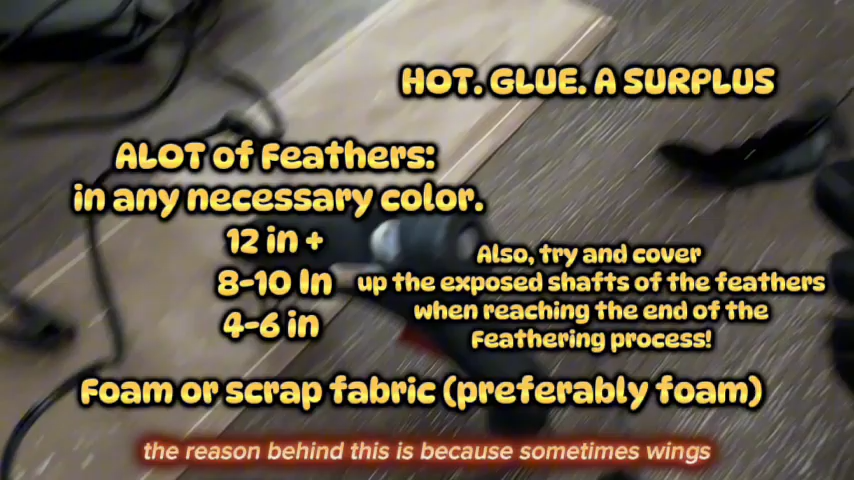 HOT. GLUE. A SURPLUS
ALOT of Feathers:
in any necessary color.
12 in +
8-10 In
4-6 in
Also, try and cover
up the exposed shafts of the feathers
when reaching the end of the
Feathering process!
Foam or scrap fabric (preferably foam)
the reason behind this is because sometimes wings